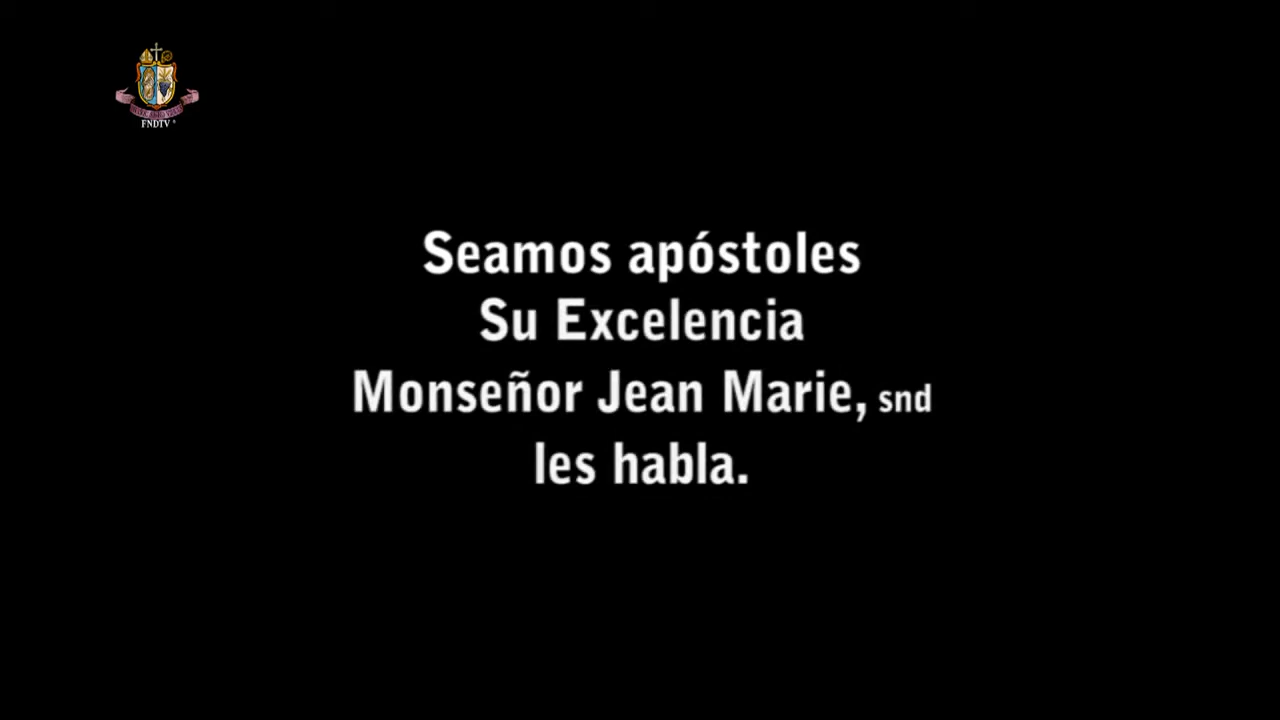 FNDTV
Seamos apóstoles
Su Excelencia
Monseñor Jean Marie, snd
les habla.